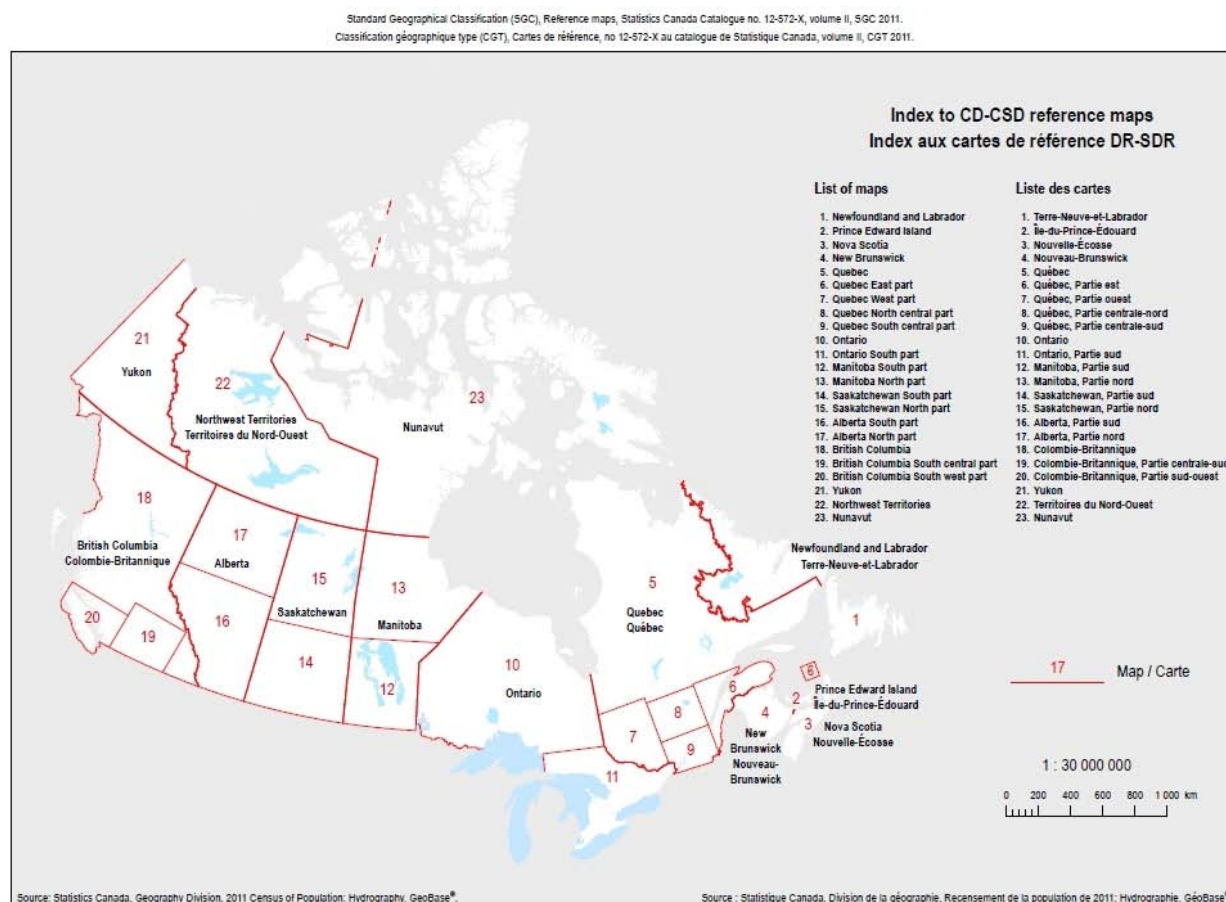 Standard Geographical Classification (SGC), Reference maps, Statistics Canada Catalogue no. 12-572-X, volume II, SGC 2011.
Classification géographique type (CGT), Cartes de référence, no 12-572-X au catalogue de Statistique Canada, volume II, CGT 2011.
Index to CD-CSD reference maps
Index aux cartes de référence DR-SDR
List of maps
1. Newfoundland and Labrador
2. Prince Edward Island
3. Nova Scotia
4. New Brunswick
5. Quebec
6. Quebec East part
7. Quebec West part
8. Quebec North central part
9. Quebec South central part
10. Ontario
11. Ontario South part
12. Manitoba South part
13. Manitoba North part
14. Saskatchewan South part
15. Saskatchewan North part
16. Alberta South part
17. Alberta North part
18. British Columbia
19. British Columbia South central part
20. British Columbia South west part
21. Yukon
22. Northwest Territories
23. Nunavut
Liste des cartes
1. Terre-Neuve-et-Labrador
2. Île-du-Prince-Édouard
3. Nouvelle-Écosse
4. Nouveau-Brunswick
5. Québec
6. Québec, Partie est
7. Québec, Partie ouest
8. Québec, Partie centrale-nord
9. Québec, Partie centrale-sud
10. Ontario
11. Ontario, Partie sud
12. Manitoba, Partie sud
13. Manitoba, Partie nord
14. Saskatchewan, Partie sud
15. Saskatchewan, Partie nord
16. Alberta, Partie sud
17. Alberta, Partie nord
18. Colombie-Britannique
19. Colombie-Britannique, Partie centrale-sud
20. Colombie-Britannique, Partie sud-ouest
21. Yukon
22. Territoires du Nord-Ouest
23. Nunavut
21
Yukon
22
Northwest Territories
Territoires du Nord-Ouest
23
Nunavut
18
British Columbia
Colombie-Britannique
17
Alberta
15
Saskatchewan
13
Manitoba
20
19
16
14
12
10
Ontario
5
Quebec
Québec
Newfoundland and Labrador
Terre-Neuve-et-Labrador
1
7
8
9
6
6
11
4
New
Brunswick
Nouveau-
Brunswick
2
Prince Edward Island
Île-du-Prince-Édouard
3
Nova Scotia
Nouvelle-Écosse
17
Map / Carte
1 : 30 000 000
0 200 400 600 800 1 000 km
Source: Statistics Canada, Geography Division, 2011 Census of Population; Hydrography, GeoBase®.
Source : Statistique Canada, Division de la géographie, Recensement de la population de 2011; Hydrographie, GéoBase